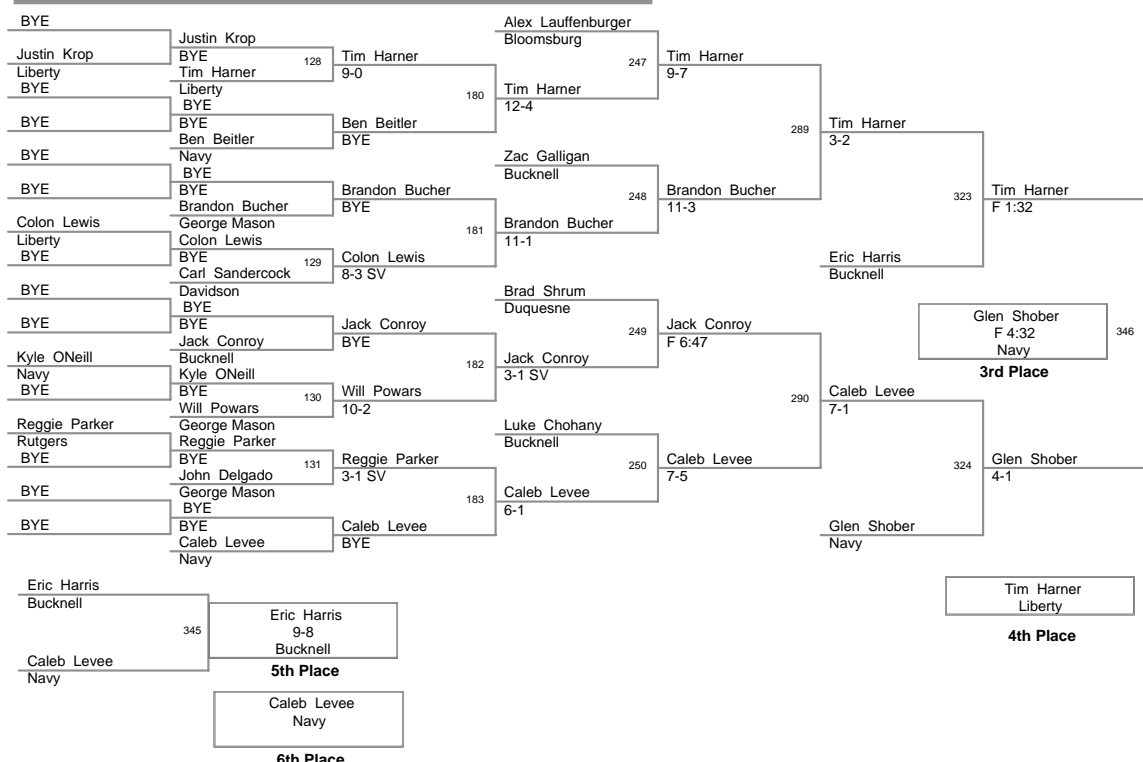 BYE
Justin Krop
Liberty
BYE
BYE
BYE
BYE
Colon Lewis
Liberty
BYE
BYE
BYE
Kyle ONeill
Navy
BYE
Reggie Parker
Rutgers
BYE
BYE
BYE
Justin Krop
BYE
128
Tim Harner
Liberty
BYE
BYE
Ben Beitler
Navy
BYE
BYE
Brandon Bucher
George Mason
Colon Lewis
BYE
129
Carl Sandercock
Davidson
BYE
BYE
Jack Conroy
Bucknell
Kyle ONeill
BYE
130
Will Powars
George Mason
Reggie Parker
BYE
131
John Delgado
George Mason
BYE
BYE
Caleb Levee
Navy
Tim Harner
9-0
180
Ben Beitler
BYE
Brandon Bucher
BYE
181
Colon Lewis
8-3 SV
Jack Conroy
BYE
182
Will Powars
10-2
Reggie Parker
3-1 SV
183
Caleb Levee
BYE
Alex Lauffenburger
Bloomsburg
247
Tim Harner
12-4
Zac Galligan
Bucknell
248
Brandon Bucher
11-1
Brad Shrum
Duquesne
249
Jack Conroy
3-1 SV
Luke Chohany
Bucknell
250
Caleb Levee
6-1
Tim Harner
9-7
289
Brandon Bucher
11-3
Jack Conroy
F 6:47
290
Caleb Levee
7-5
Tim Harner
3-2
323
Eric Harris
Bucknell
Caleb Levee
7-1
324
Glen Shober
Navy
Tim Harner
F 1:32
Glen Shober
F 4:32
Navy
346
3rd Place
Glen Shober
4-1
Tim Harner
Liberty
4th Place
Eric Harris
Bucknell
345
Caleb Levee
Navy
Eric Harris
9-8
Bucknell
5th Place
Caleb Levee
Navy
6th Place